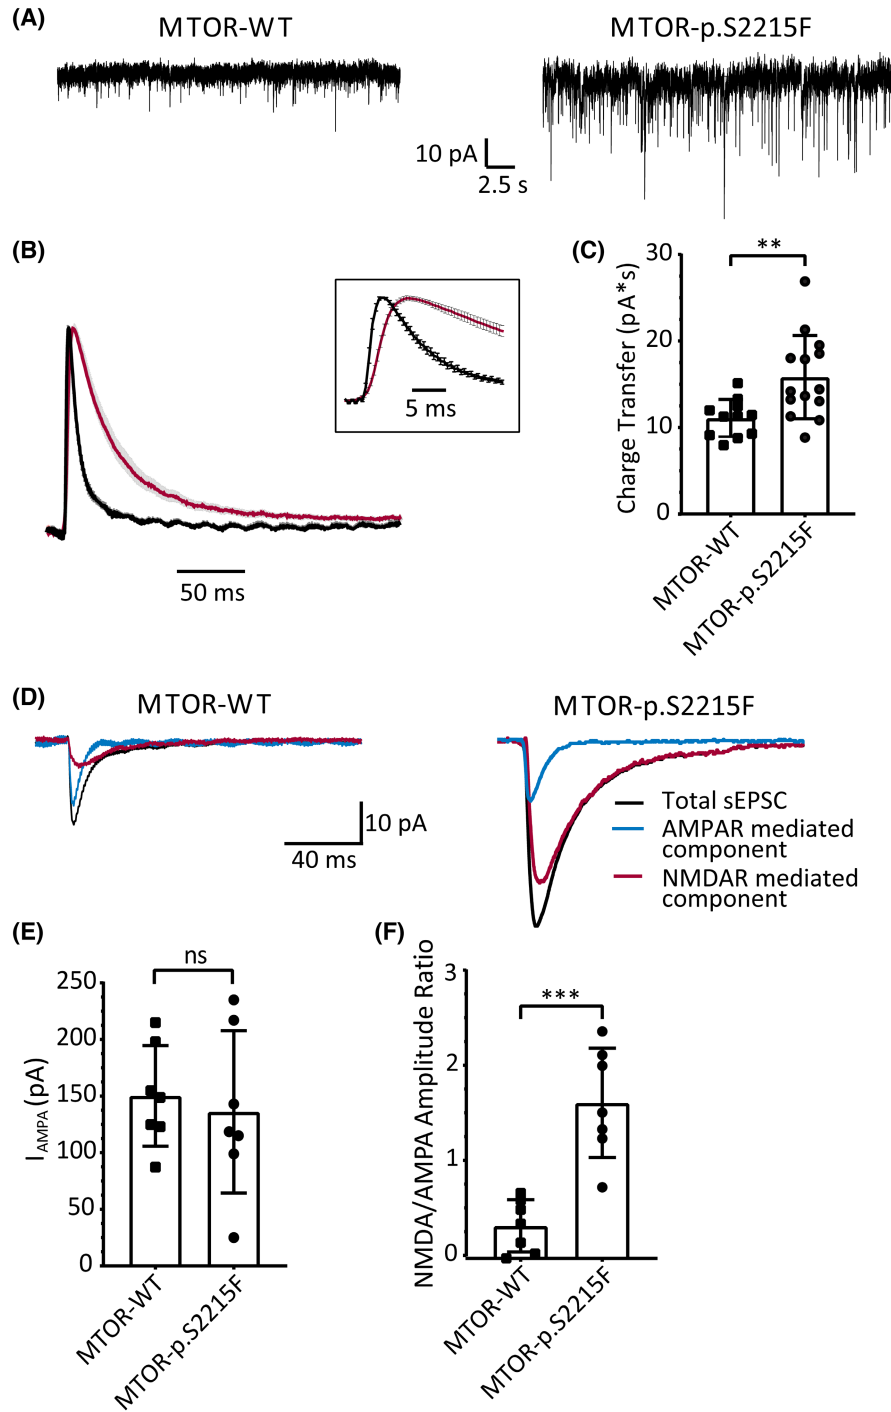 (A)
MTOR-WT
MTOR-p.S2215F
10 pA
2.5 s
(B)
5 ms
50 ms
(C)
Charge Transfer (pA*s)
30
20
10
0
**
MTOR-WT
MTOR-p.S2215F
(D)
MTOR-WT
MTOR-p.S2215F
10 pA
40 ms
Total sEPSC
AMPAR mediated
component
NMDAR mediated
component
(E)
I AMPA (pA)
250
200
150
100
50
0
ns
MTOR-WT
MTOR-p.S2215F
(F)
NMDA/AMPA Amplitude Ratio
3
2
1
0
***
MTOR-WT
MTOR-p.S2215F